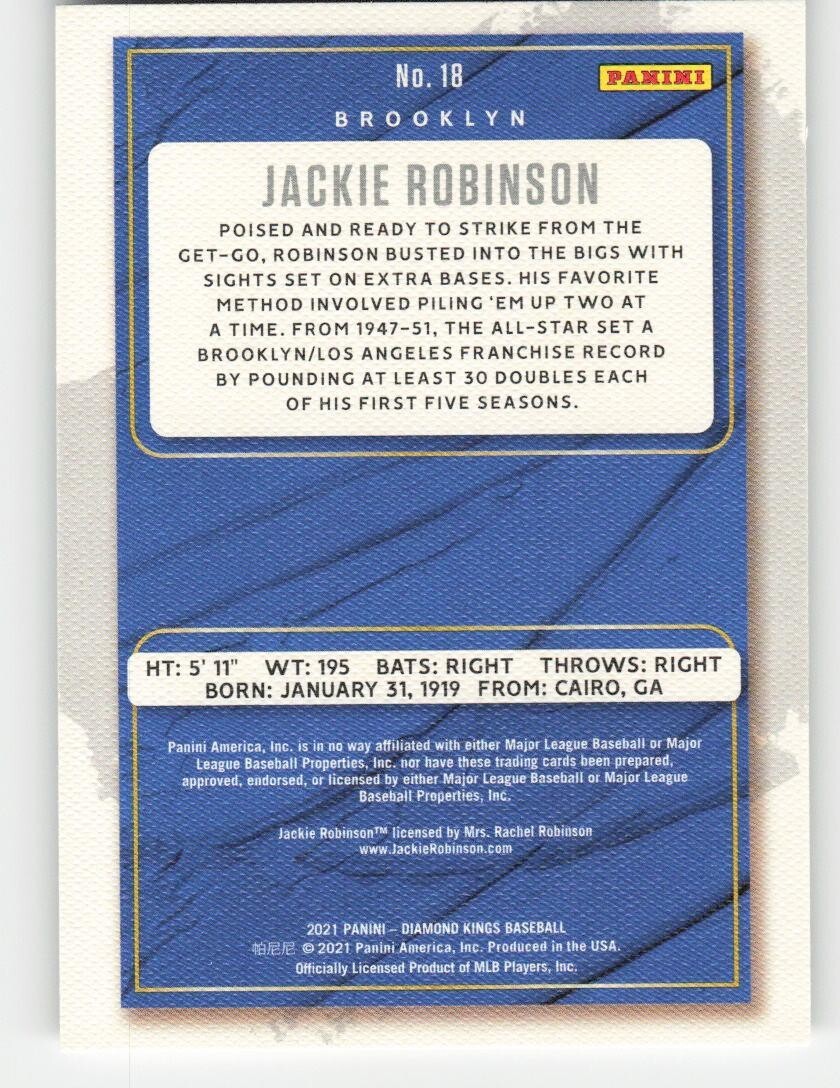 No. 18
PANINI
BROOKLYN
JACKIE ROBINSON
POISED AND READY TO STRIKE FROM THE
GET-GO, ROBINSON BUSTED INTO THE BIGS WITH
SIGHTS SET ON EXTRA BASES. HIS FAVORITE
METHOD INVOLVED PILING 'EM UP TWO AT
A TIME. FROM 1947-51, THE ALL-STAR SET A
BROOKLYN/LOS ANGELES FRANCHISE RECORD
BY POUNDING AT LEAST 30 DOUBLES EACH
OF HIS FIRST FIVE SEASONS.
HT: 5' 11" WT: 195 BATS: RIGHT THROWS: RIGHT
BORN: JANUARY 31, 1919 FROM: CAIRO, GA
Panini America, Inc. is in no way affiliated with either Major League Baseball or Major
League Baseball Properties, Inc. nor have these trading cards been prepared,
approved, endorsed, or licensed by either Major League Baseball or Major League
Baseball Properties, Inc.
Jackie Robinson™ licensed by Mrs. Rachel Robinson
www.JackieRobinson.com
2021 PANINI – DIAMOND KINGS BASEBALL
帕尼尼 © 2021 Panini America, Inc. Produced in the USA.
Officially Licensed Product of MLB Players, Inc.